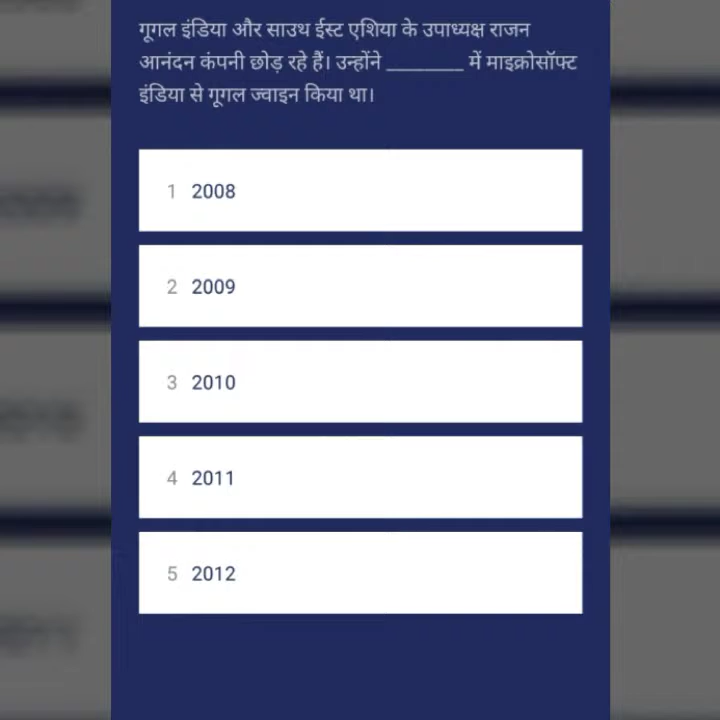 गूगल इंडिया और साउथ ईस्ट एशिया के उपाध्यक्ष राजन
आनंदन कंपनी छोड़ रहे हैं। उन्होंने ________ में माइक्रोसॉफ्ट
इंडिया से गूगल ज्वाइन किया था।
1 2008
2 2009
3 2010
4 2011
5 2012